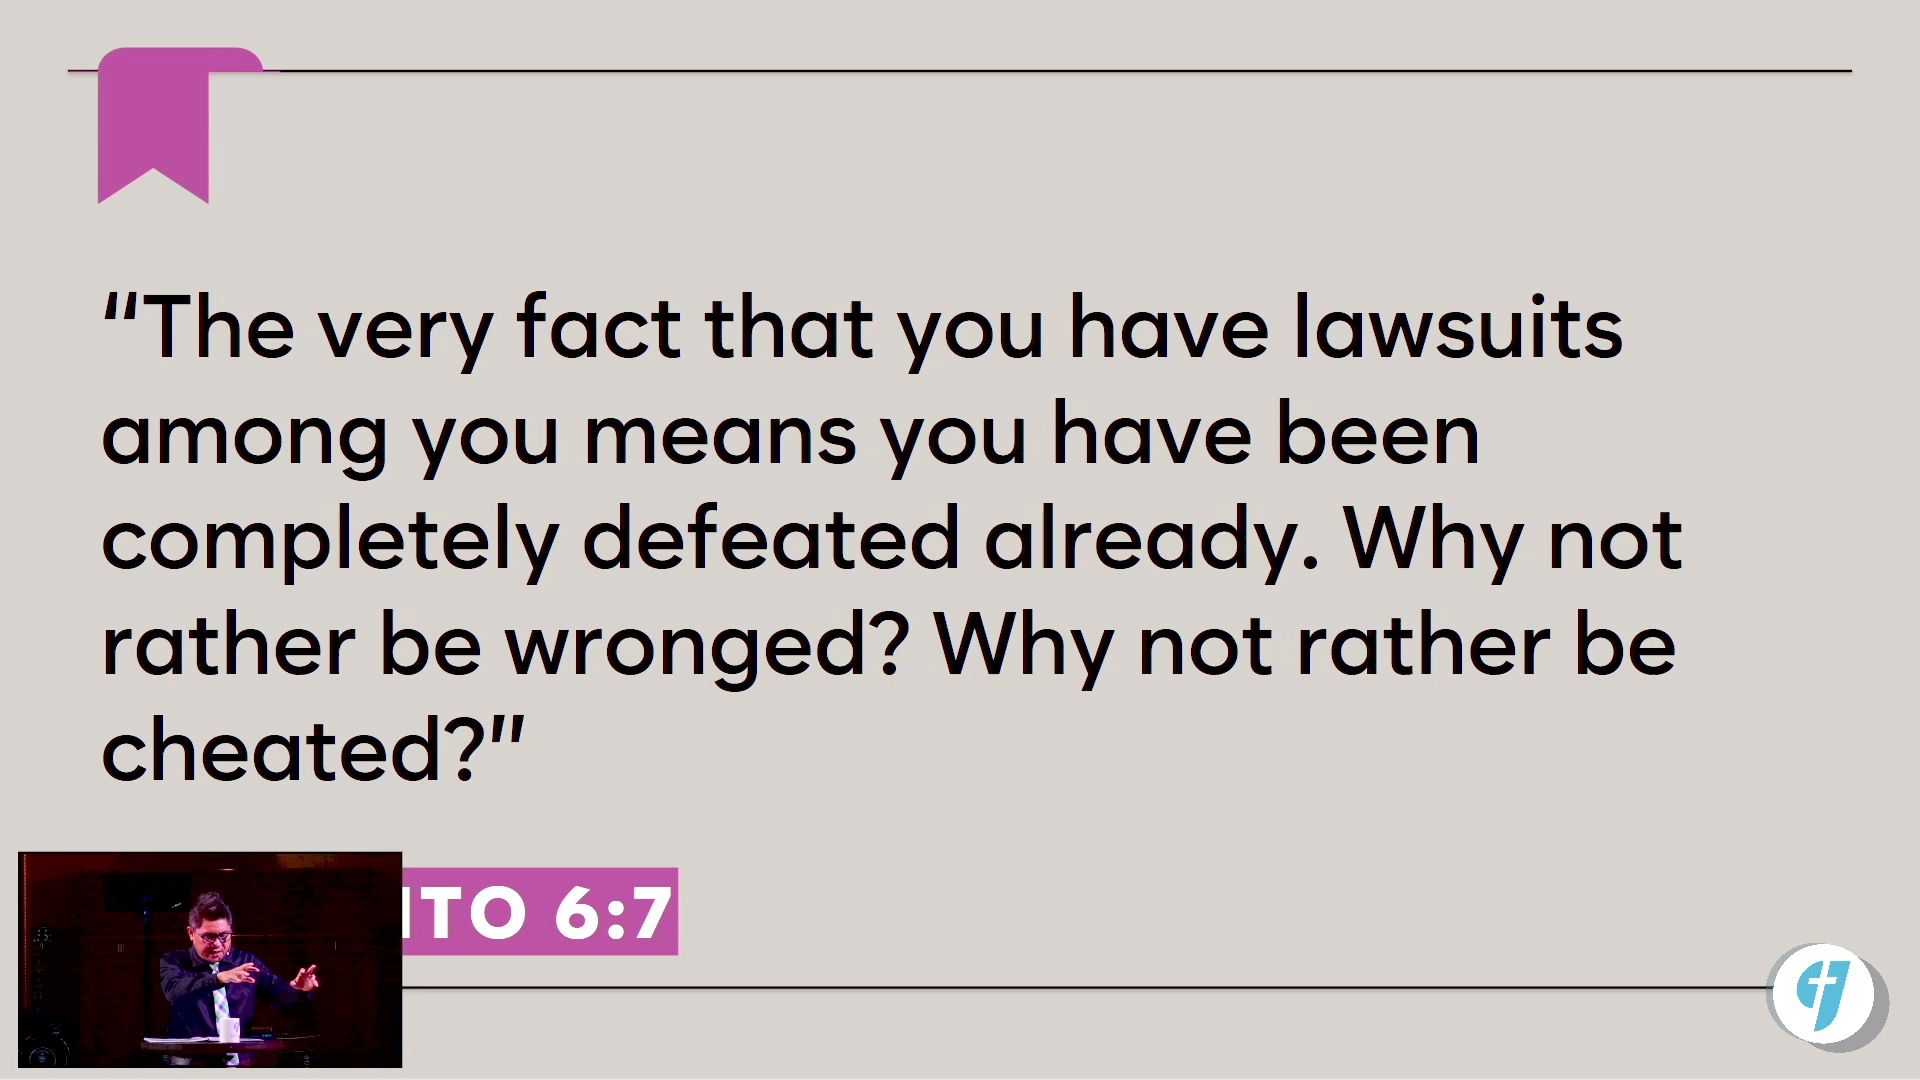 “The very fact that you have lawsuits
among you means you have been
completely defeated already. Why not
rather be wronged? Why not rather be
cheated?”
TO 6:7